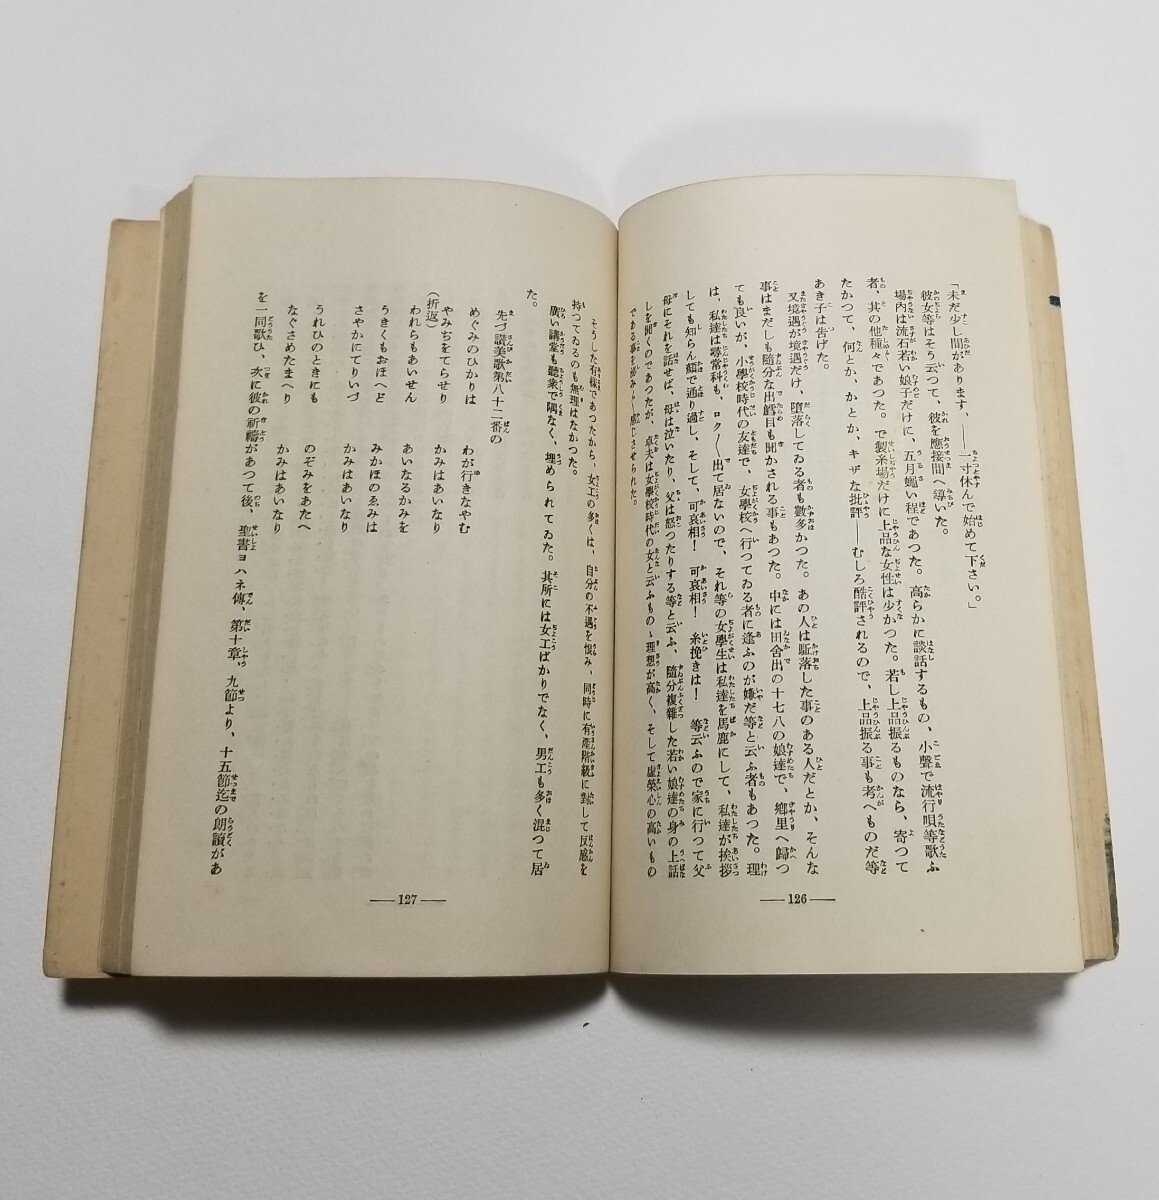 「未だ少し間があります、――一寸休んで始めて下さい。」
彼女等はそう云つて、彼を應接間へ導いた。
場内は流石若い娘子だけに、五月蠅い程であつた。高らかに談話するもの、小聲で流行唄等歌ふ
者、其の他種々であつた。で製糸場だけに上品な女性は少かつた。若し上品振るものなら、寄つて
たかつて、何とか、かとか、キザな批評――むしろ酷評されるので、上品振る事も考へものだ等
あき子は告げた。
又境遇が境遇だけ、堕落してゐる者も數多かつた。あの人は駈落した事のある人だとか、そんな
事はまだしも隨分な出鱈目も聞かされる事もあつた。中には田舍出の十七八の娘達で、鄕里へ歸つ
ても良いが、小學校時代の友達で、女學校へ行つてゐる者に逢ふのが嫌だ等と云ふ者もあつた。理
は、私達は尋常科も、ロク〳〵出て居ないので、それ等の女學生は私達を馬鹿にして、私達が挨拶
しても知らん顔で通り過し、そして、可哀相！　可哀相！　糸挽きは！　等云ふので家に行つて父
母にそれを話せば、母は泣いたり、父は怒つたりする等と云ふ、隨分複雜した若い娘達の身の上話
しを聞くのであつたが、卓夫は女學校時代の女と云ふものゝ理想が高く、そして虚榮心の高いもの
である事を感じさせられた。
― 126 ―
そうした有樣であつたから、女工の多くは、自分の不遇を恨み、同時に有産階級に對して反感を
持つてゐるのも無理はなかつた。
廣い講堂も聽衆で隅なく、埋められてゐた。其所には女工ばかりでなく、男工も多く混つて居
た。
先づ讃美歌第八十二番の
めぐみのひかりは　わが行きなやむ
やみぢをてらせり　かみはあいなり
(折返)
われらもあいせん　あいなるかみを
うきくもおほへど　みかほのゑみは
さやかにてりいづ　かみはあいなり
うれひのときにも　のぞみをあたへ
なぐさめたまへり　かみはあいなり
を一同歌ひ、次に彼の祈禱があつて後、聖書ヨハネ傳、第十章、九節より、十五節迄の朗讀があ
― 127 ―